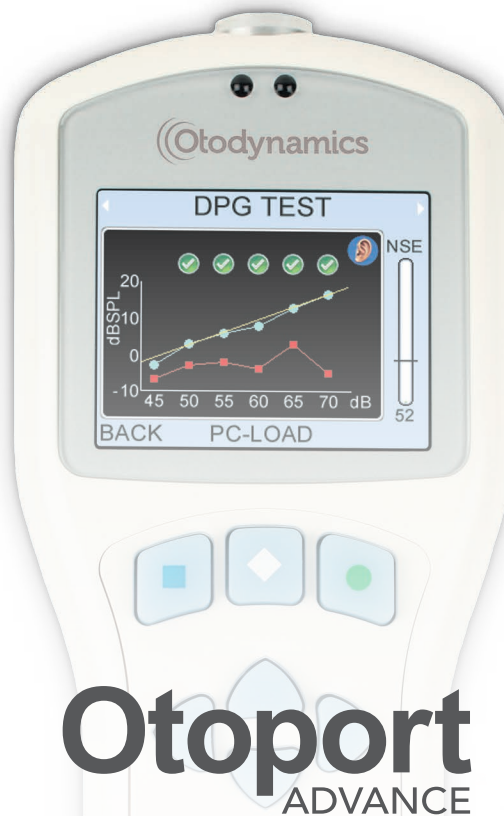 Otodynamics
DPG TEST
NSE
20
10
0
-10
dBSPL
45 50 55 60 65 70 dB
52
BACK PC-LOAD
Otoport
ADVANCE